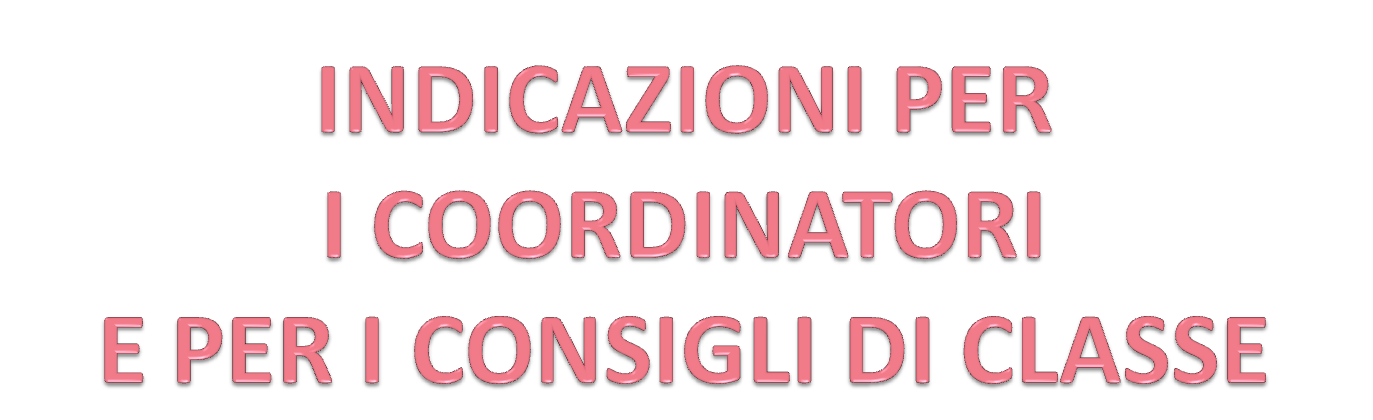 INDICAZIONI PER
I COORDINATORI
E PER I CONSIGLI DI CLASSE